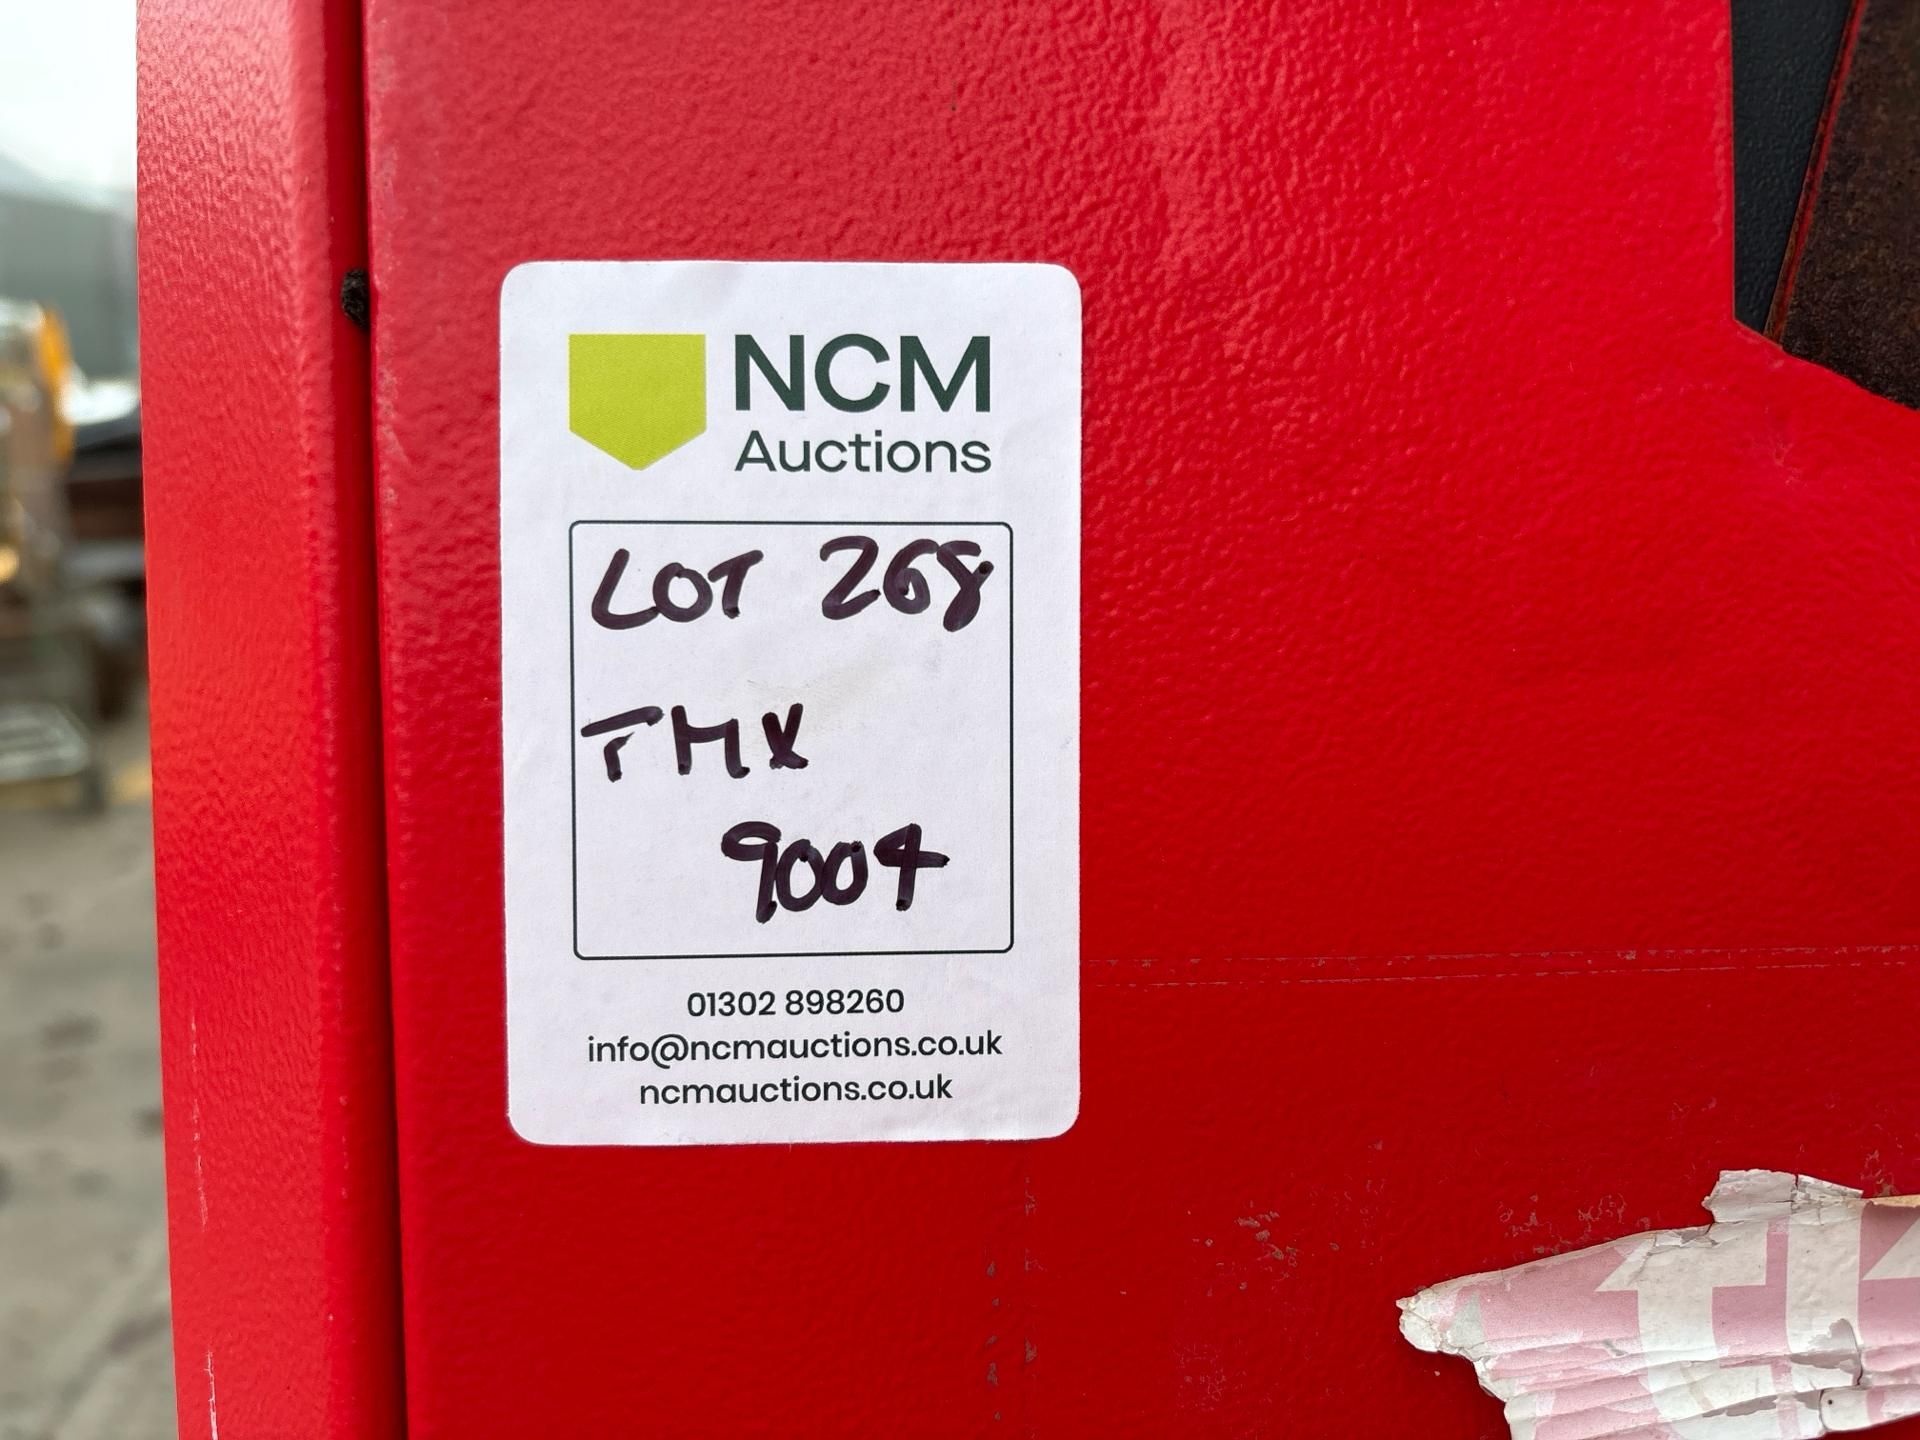 NCM
Auctions
LOT 268
TMX
9004
01302 898260
info@ncmauctions.co.uk
ncmauctions.co.uk